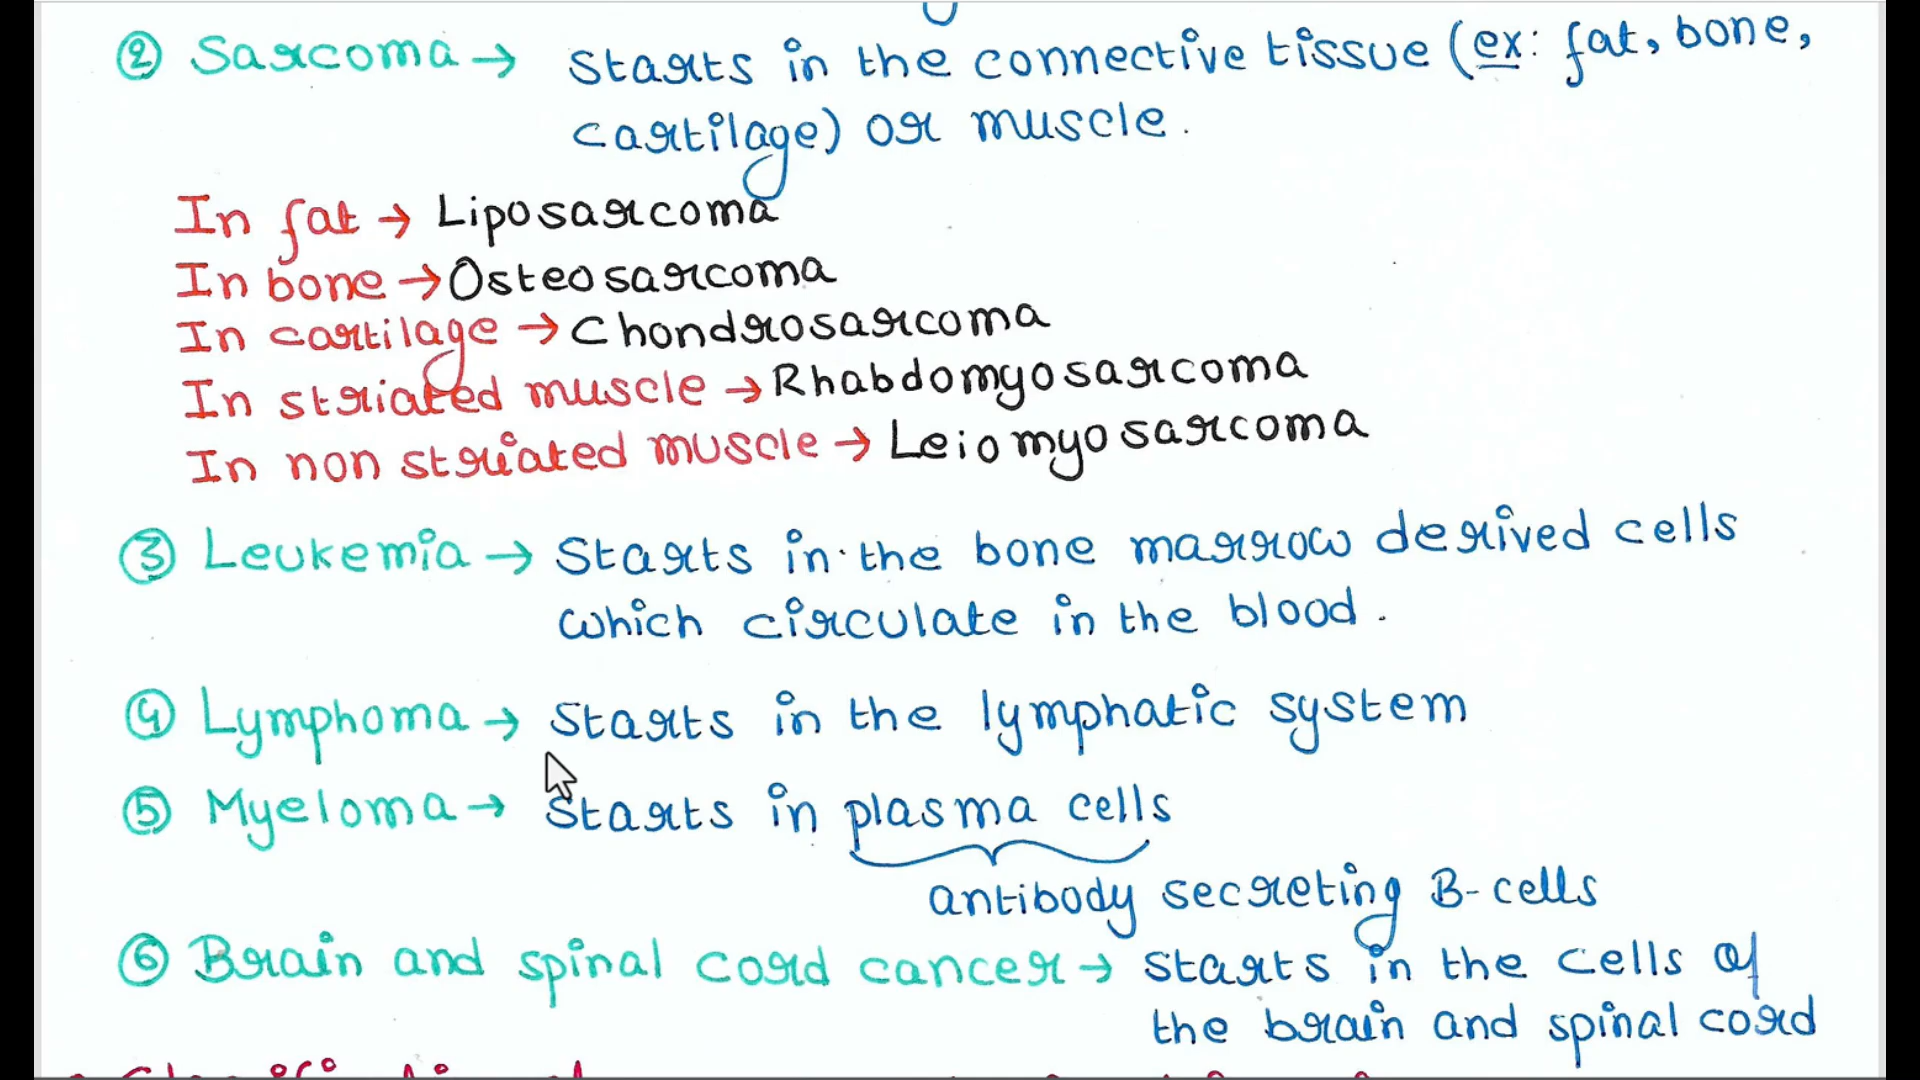 ② Sarcoma → Starts in the connective tissue (ex: fat, bone,
cartilage) or muscle.
In fat → Liposarcoma
In bone → Osteosarcoma
In cartilage → Chondrosarcoma
In striated muscle → Rhabdomyosarcoma
In non striated muscle → Leiomyosarcoma
③ Leukemia → Starts in the bone marrow derived cells
which circulate in the blood.
④ Lymphoma → Starts in the lymphatic system
⑤ Myeloma → Starts in plasma cells
antibody secreting B-cells
⑥ Brain and spinal cord cancer → Starts in the cells of
the brain and spinal cord